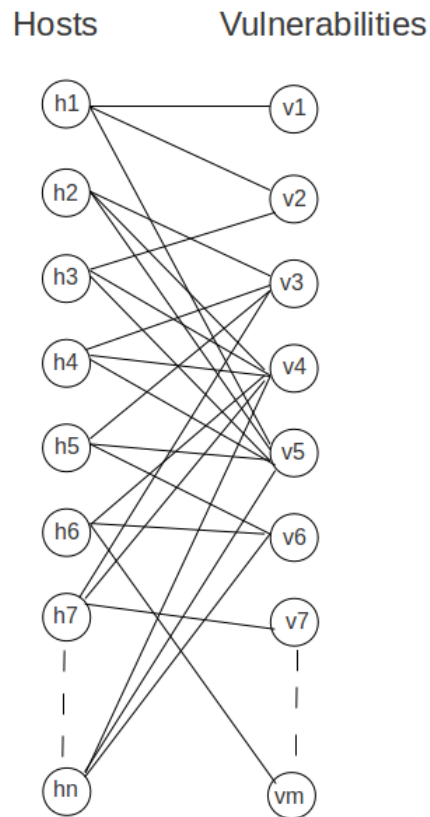 Hosts Vulnerabilities
h1 v1
h2 v2
h3 v3
h4 v4
h5 v5
h6 v6
h7 v7
hn vm